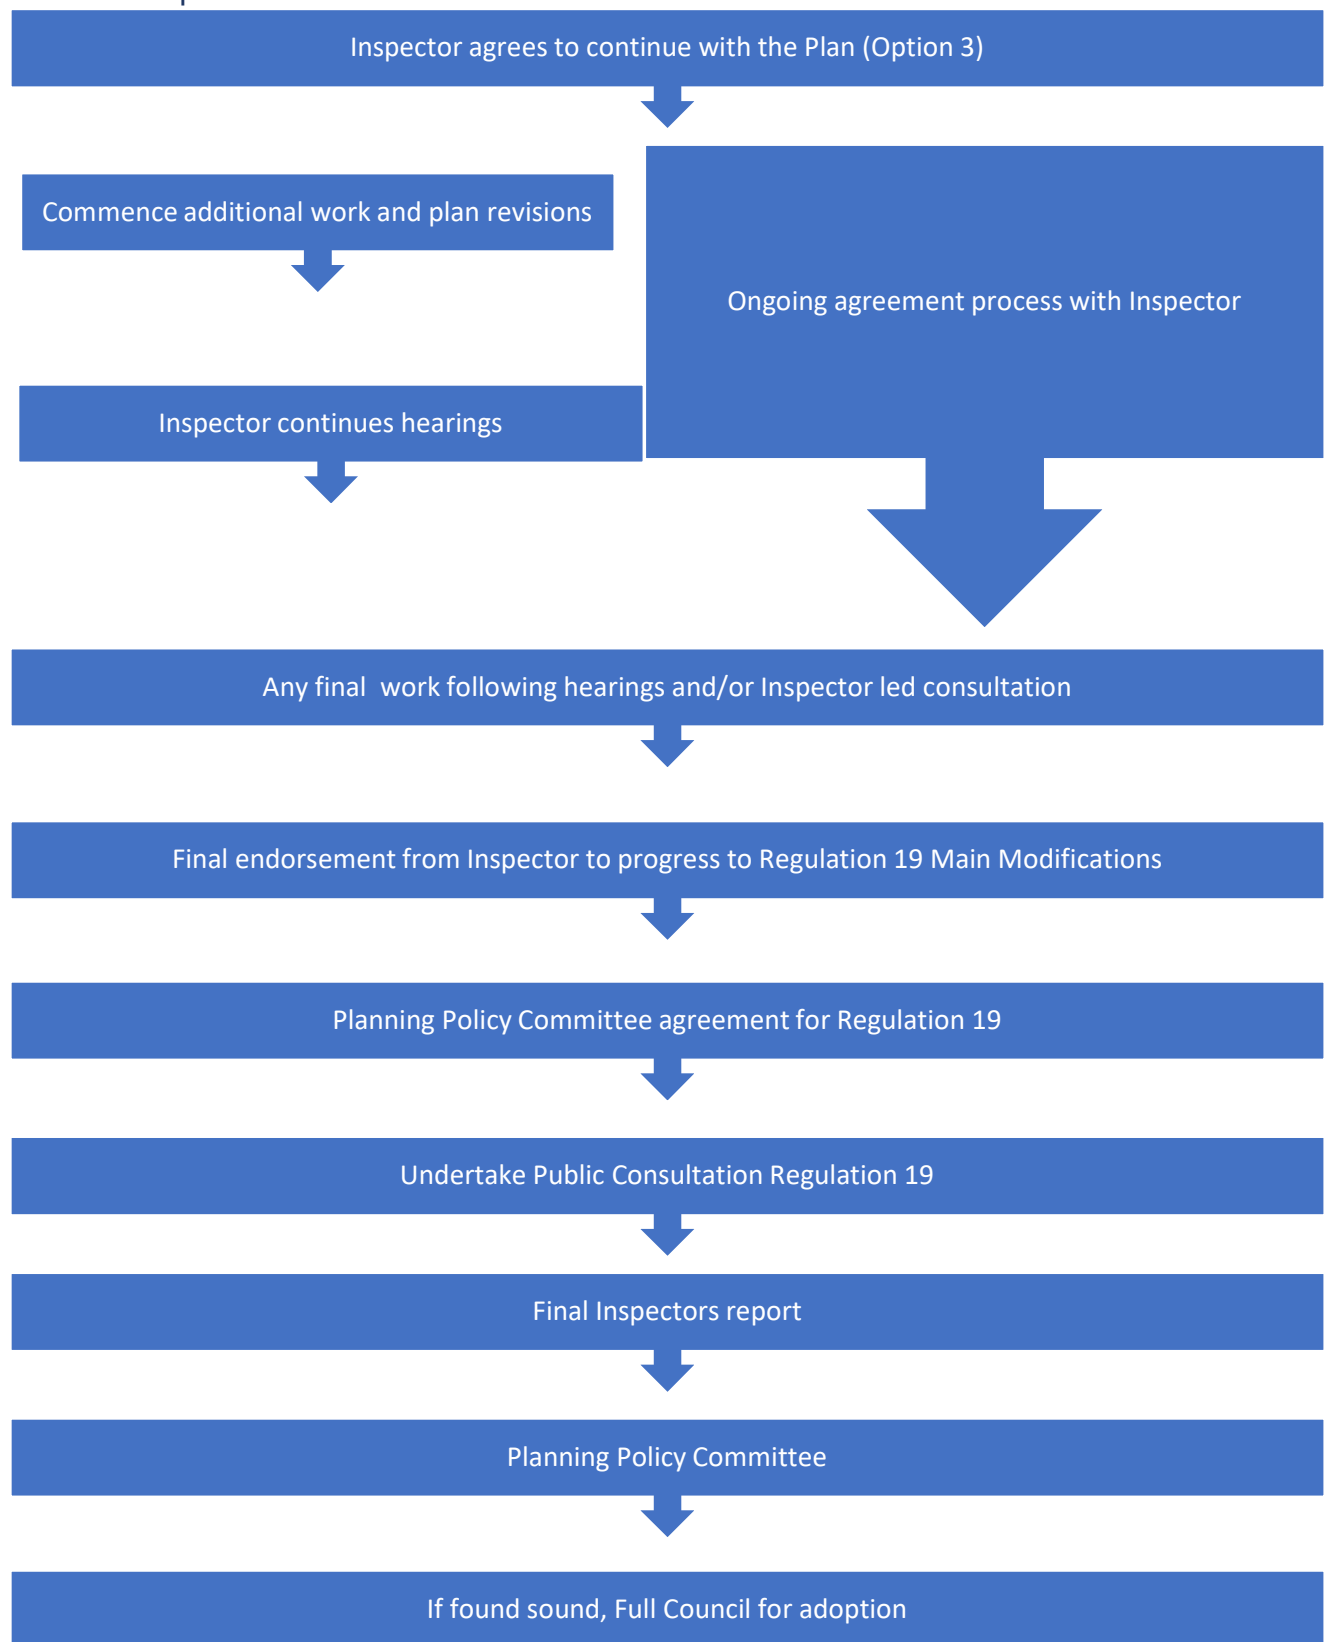 Inspector agrees to continue with the Plan (Option 3)
Commence additional work and plan revisions
Ongoing agreement process with Inspector
Inspector continues hearings
Any final  work following hearings and/or Inspector led consultation
Final endorsement from Inspector to progress to Regulation 19 Main Modifications
Planning Policy Committee agreement for Regulation 19
Undertake Public Consultation Regulation 19
Final Inspectors report
Planning Policy Committee
If found sound, Full Council for adoption